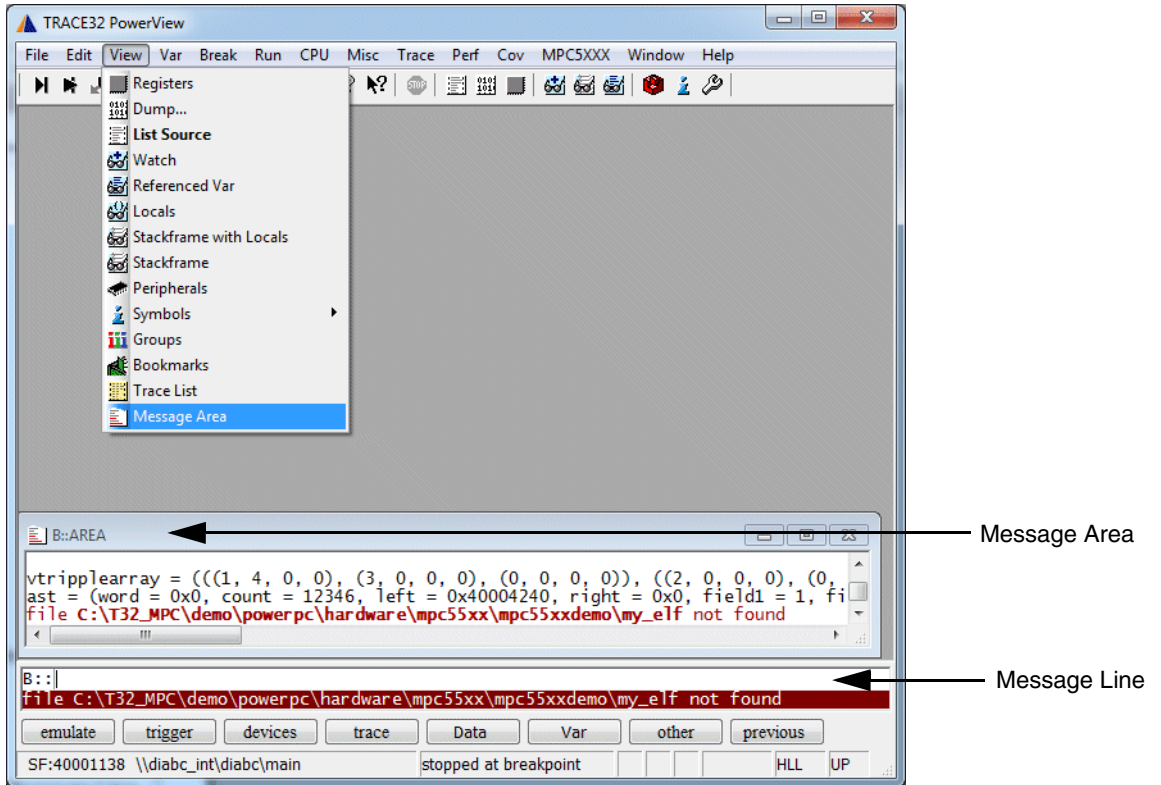 TRACE32 PowerView
File Edit View Var Break Run CPU Misc Trace Perf Cov MPC5XXX Window Help
STOP
Registers
Dump...
List Source
Watch
Referenced Var
Locals
Stackframe with Locals
Stackframe
Peripherals
Symbols
Groups
Bookmarks
Trace List
Message Area
B::AREA
Message Area
vtripplearray = (((1, 4, 0, 0), (3, 0, 0, 0), (0, 0, 0, 0)), ((2, 0, 0, 0), (0,
ast = (word = 0x0, count = 12346, left = 0x40004240, right = 0x0, field1 = 1, fi
file C:\T32_MPC\demo\powerpc\hardware\mpc55xx\mpc55xxdemo\my_elf not found
B::
Message Line
file C:\T32_MPC\demo\powerpc\hardware\mpc55xx\mpc55xxdemo\my_elf not found
emulate trigger devices trace Data Var other previous
SF:40001138 \\diabc_int\diabc\main stopped at breakpoint HLL UP